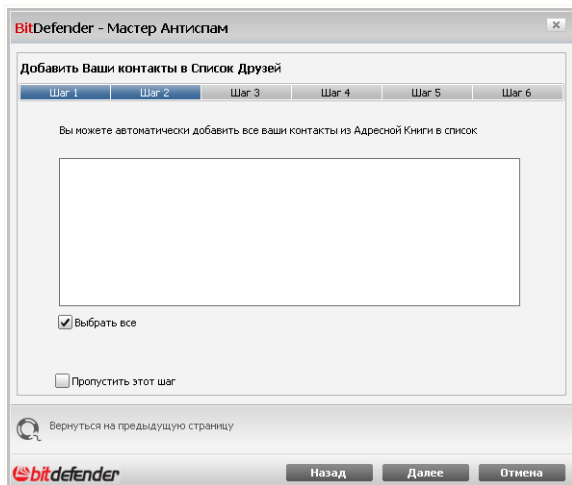 BitDefender - Мастер Антиспам
Добавить Ваши контакты в Список Друзей
Шаг 1 Шаг 2 Шаг 3 Шаг 4 Шаг 5 Шаг 6
Вы можете автоматически добавить все ваши контакты из Адресной Книги в список
Выбрать все
Пропустить этот шаг
Вернуться на предыдущую страницу
bitdefender Назад Далее Отмена